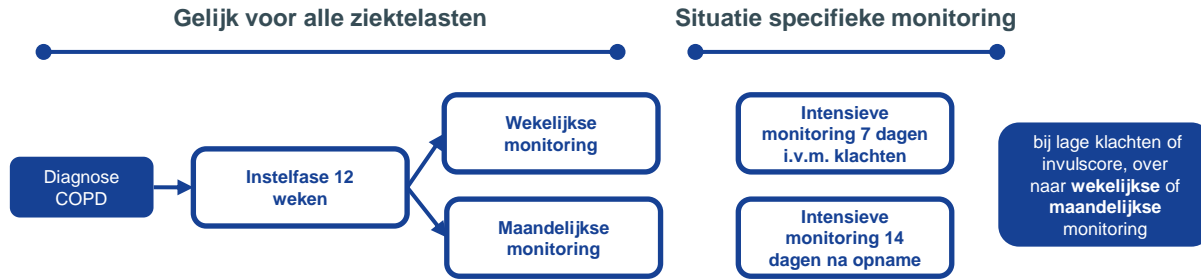 Gelijk voor alle ziektelasten
Situatie specifieke monitoring
Diagnose
COPD
Instelfase 12
weken
Wekelijkse
monitoring
Maandelijkse
monitoring
Intensieve
monitoring 7 dagen
i.v.m. klachten
Intensieve
monitoring 14
dagen na opname
bij lage klachten of
invulscore, over
naar wekelijkse of
maandelijkse
monitoring